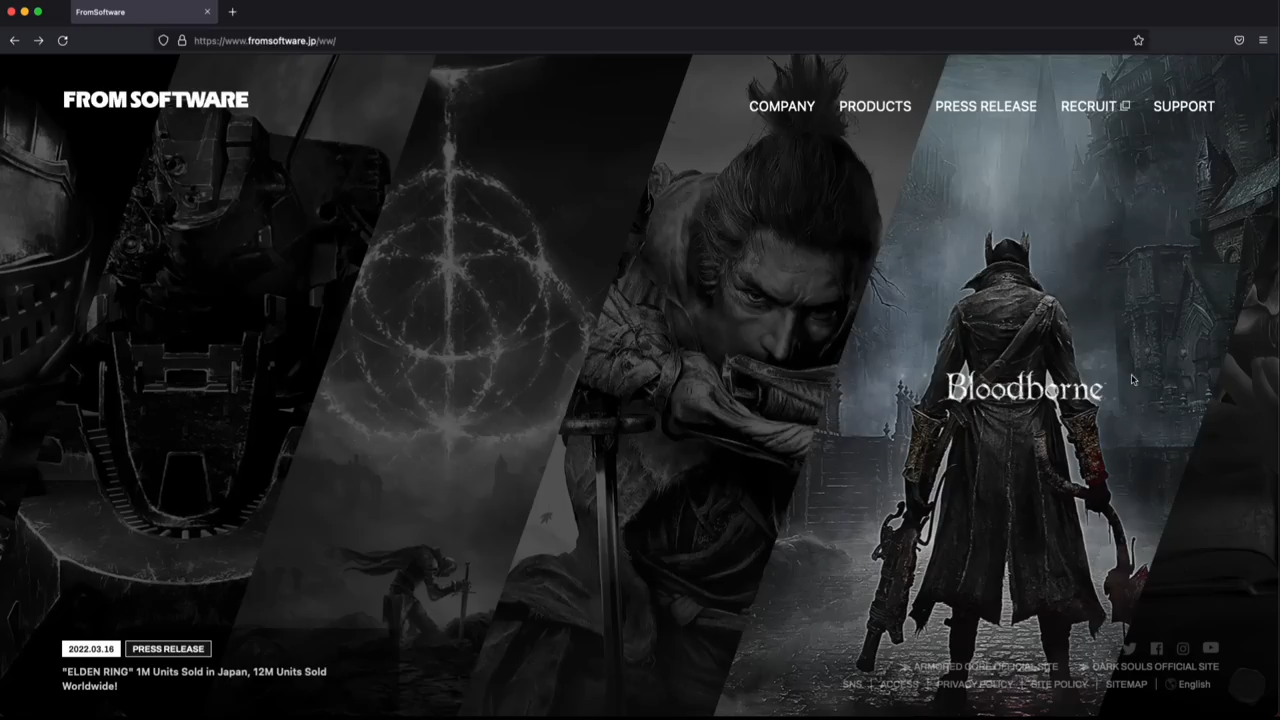 FromSoftware
https://www.fromsoftware.jp/ww/
FROMSOFTWARE
COMPANY PRODUCTS PRESS RELEASE RECRUIT SUPPORT
Bloodborne
2022.03.16 PRESS RELEASE
"ELDEN RING" 1M Units Sold in Japan, 12M Units Sold
Worldwide!
ARMORED CORE OFFICIAL SITE DARK SOULS OFFICIAL SITE
SNS | ACCESS | PRIVACY POLICY | SITE POLICY | SITEMAP | English